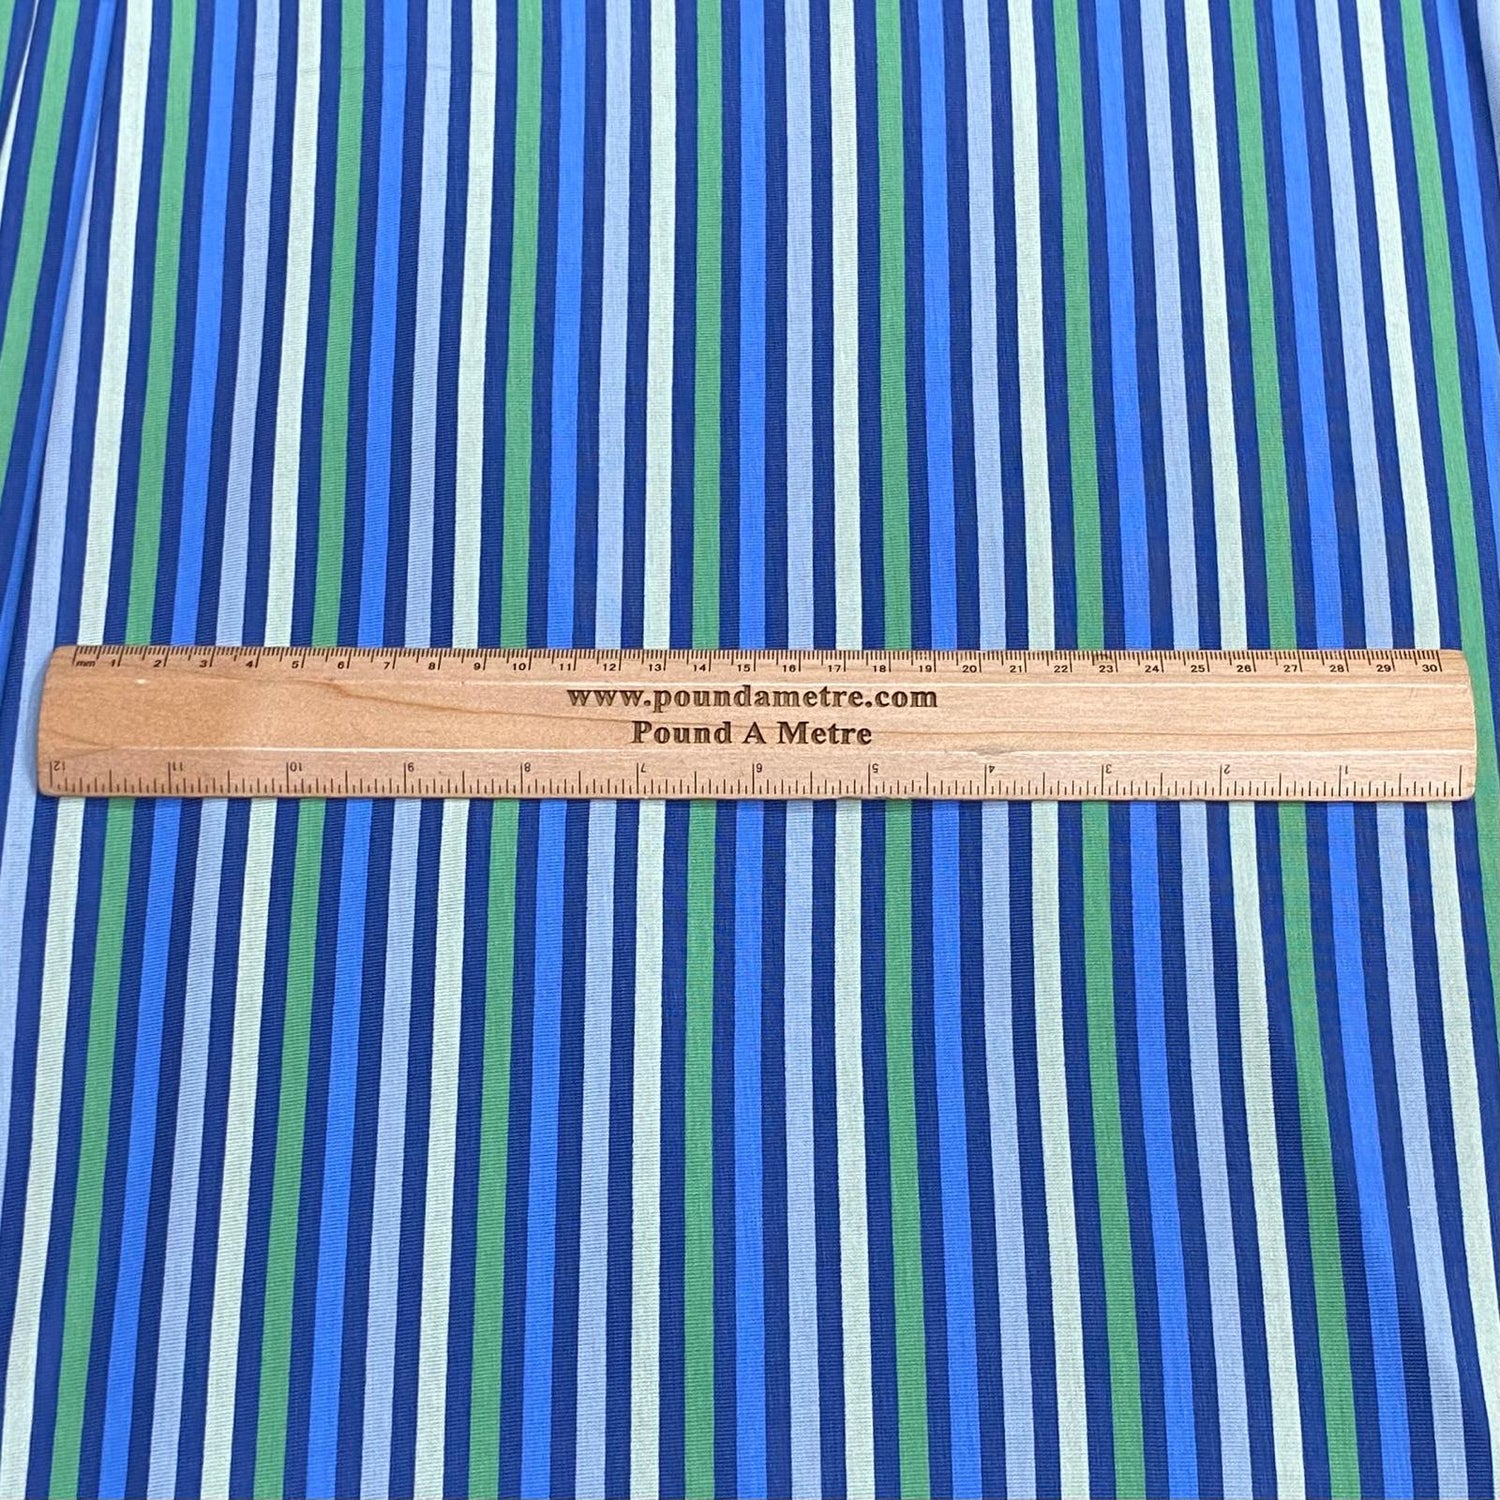 mm 1 2 3 4 5 6 7 8 9 10 11 12 13 14 15 16 17 18 19 20 21 22 23 24 25 26 27 28 29 30
www.poundametre.com
Pound A Metre
12 11 10 9 8 7 6 5 4 3 2 1